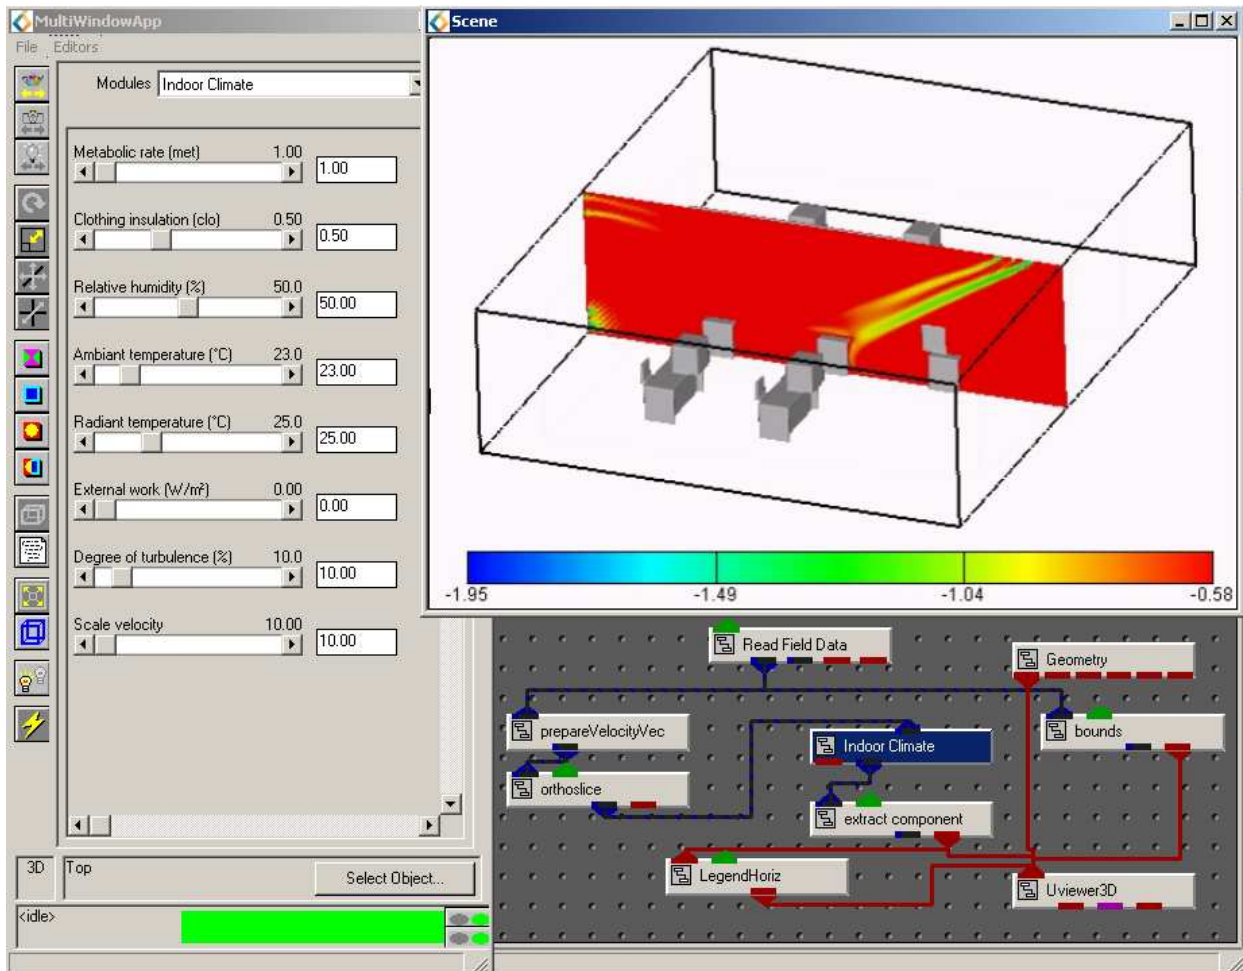 MultiWindowApp
File Editors
Modules Indoor Climate
Metabolic rate (met) 1.00
1.00
Clothing insulation (clo) 0.50
0.50
Relative humidity (%) 50.0
50.00
Ambiant temperature (°C) 23.0
23.00
Radiant temperature (°C) 25.0
25.00
External work (W/m²) 0.00
0.00
Degree of turbulence (%) 10.0
10.00
Scale velocity 10.00
10.00
3D Top
Select Object...
<idle>
Scene
-1.95 -1.49 -1.04 -0.58
Read Field Data
Geometry
prepareVelocityVec
Indoor Climate
bounds
orthoslice
extract component
LegendHoriz
Uviewer3D